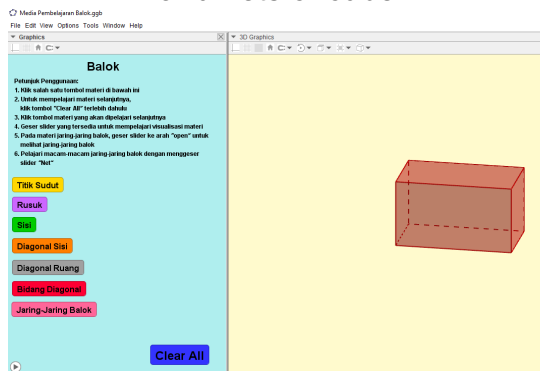 Media Pembelajaran Balok.ggb
File Edit View Options Tools Window Help
Graphics
3D Graphics
Balok
Petunjuk Penggunaan:
1. Klik salah satu tombol materi di bawah ini
2. Untuk mempelajari materi selanjutnya,
klik tombol "Clear All" terlebih dahulu
3. Klik tombol materi yang akan dipelajari selanjutnya
4. Geser slider yang tersedia untuk mempelajari visualisasi materi
5. Pada materi jaring-jaring balok, geser slider ke arah "open" untuk
melihat jaring-jaring balok
6. Pelajari macam-macam jaring-jaring balok dengan menggeser
slider "Net"
Titik Sudut
Rusuk
Sisi
Diagonal Sisi
Diagonal Ruang
Bidang Diagonal
Jaring-Jaring Balok
Clear All